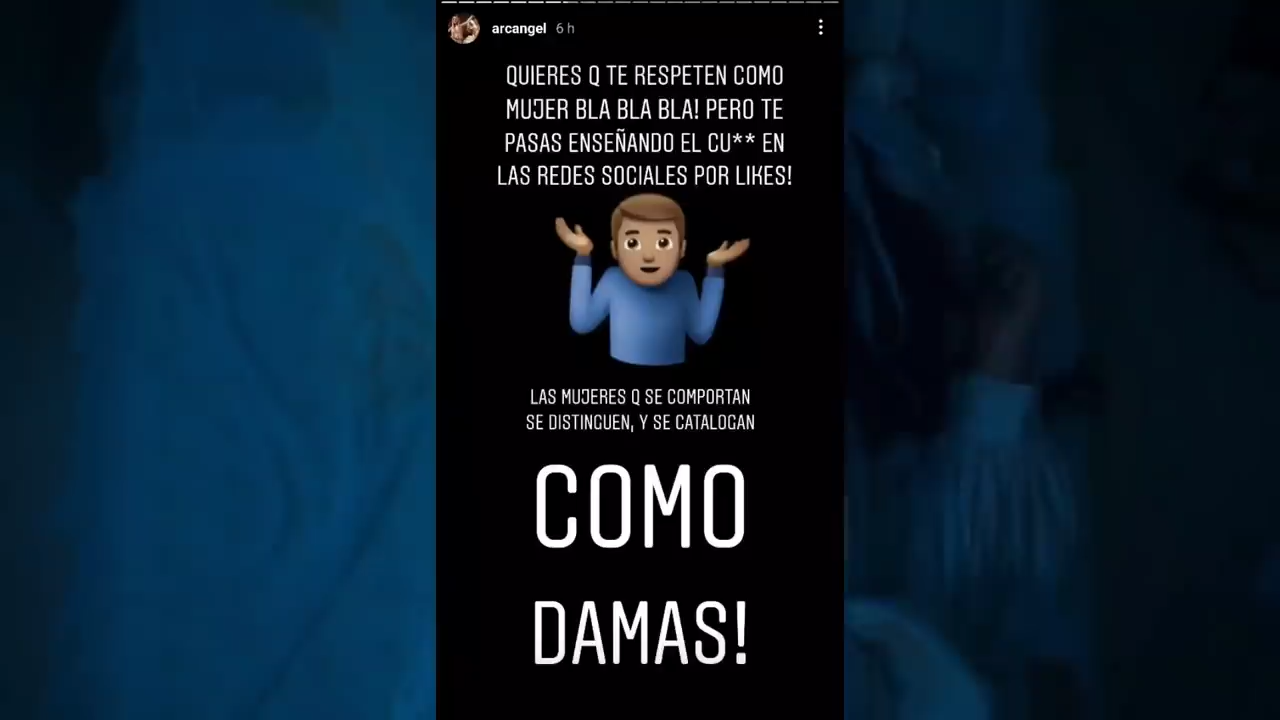 arcangel 6 h
QUIERES Q TE RESPETEN COMO
MUJER BLA BLA BLA! PERO TE
PASAS ENSEÑANDO EL CU** EN
LAS REDES SOCIALES POR LIKES!
LAS MUJERES Q SE COMPORTAN
SE DISTINGUEN, Y SE CATALOGAN
COMO
DAMAS!